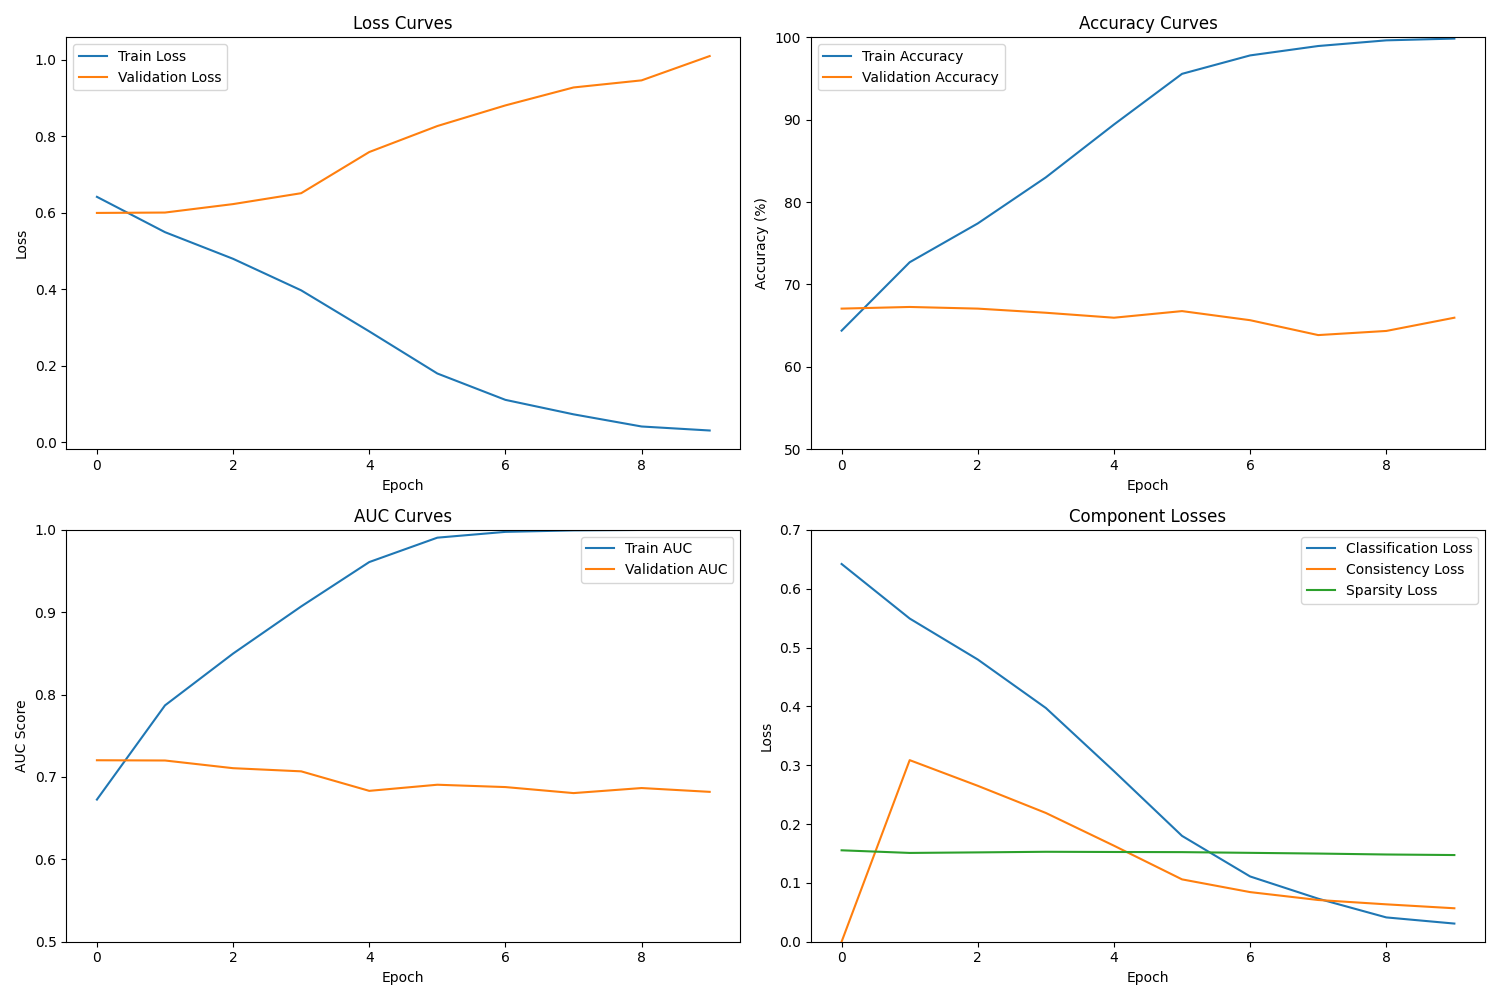 Loss Curves
Train Loss
Validation Loss
1.0
0.8
0.6
0.4
0.2
0.0
Loss
0 2 4 6 8
Epoch
Accuracy Curves
Train Accuracy
Validation Accuracy
100
90
80
70
60
50
Accuracy (%)
0 2 4 6 8
Epoch
AUC Curves
Train AUC
Validation AUC
1.0
0.9
0.8
0.7
0.6
0.5
AUC Score
0 2 4 6 8
Epoch
Component Losses
Classification Loss
Consistency Loss
Sparsity Loss
0.7
0.6
0.5
0.4
0.3
0.2
0.1
0.0
Loss
0 2 4 6 8
Epoch